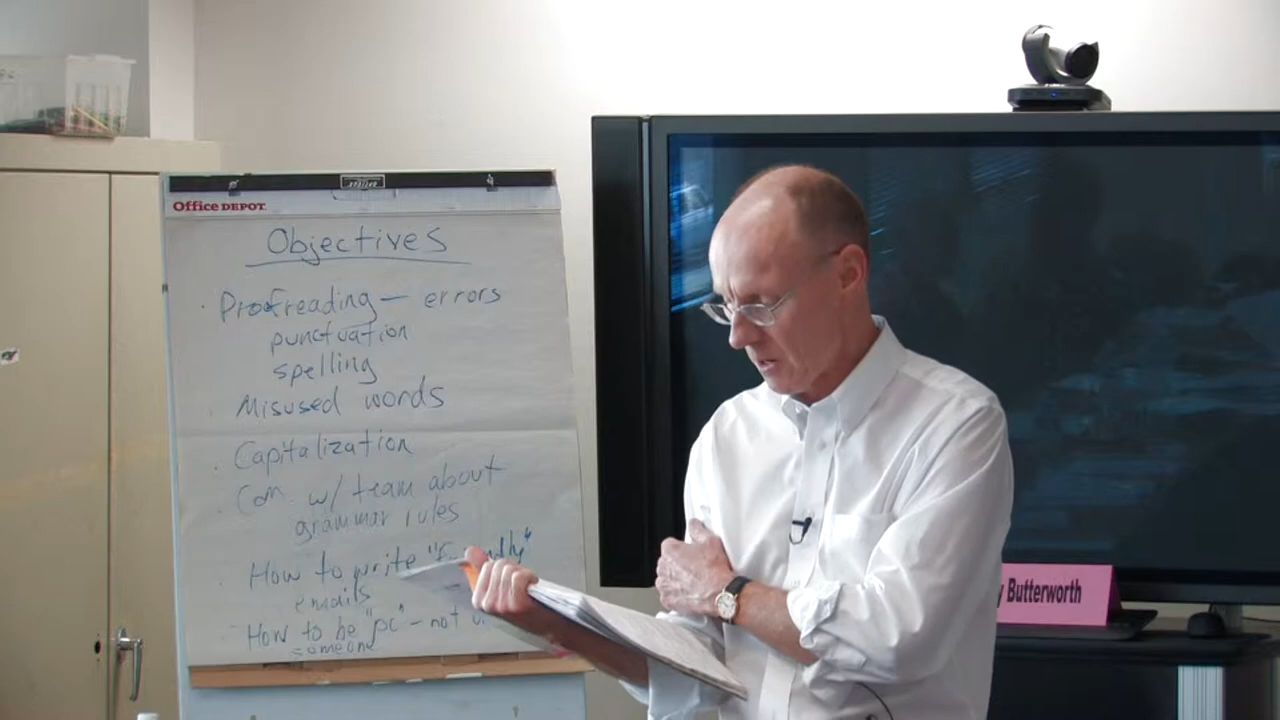 Office DEPOT
Objectives
· Proofreading — errors
punctuation
spelling
· Misused words
· Capitalization
· Com. w/ team about
grammar rules
· How to write
emails
· How to be "pc" - not
someone
Butterworth